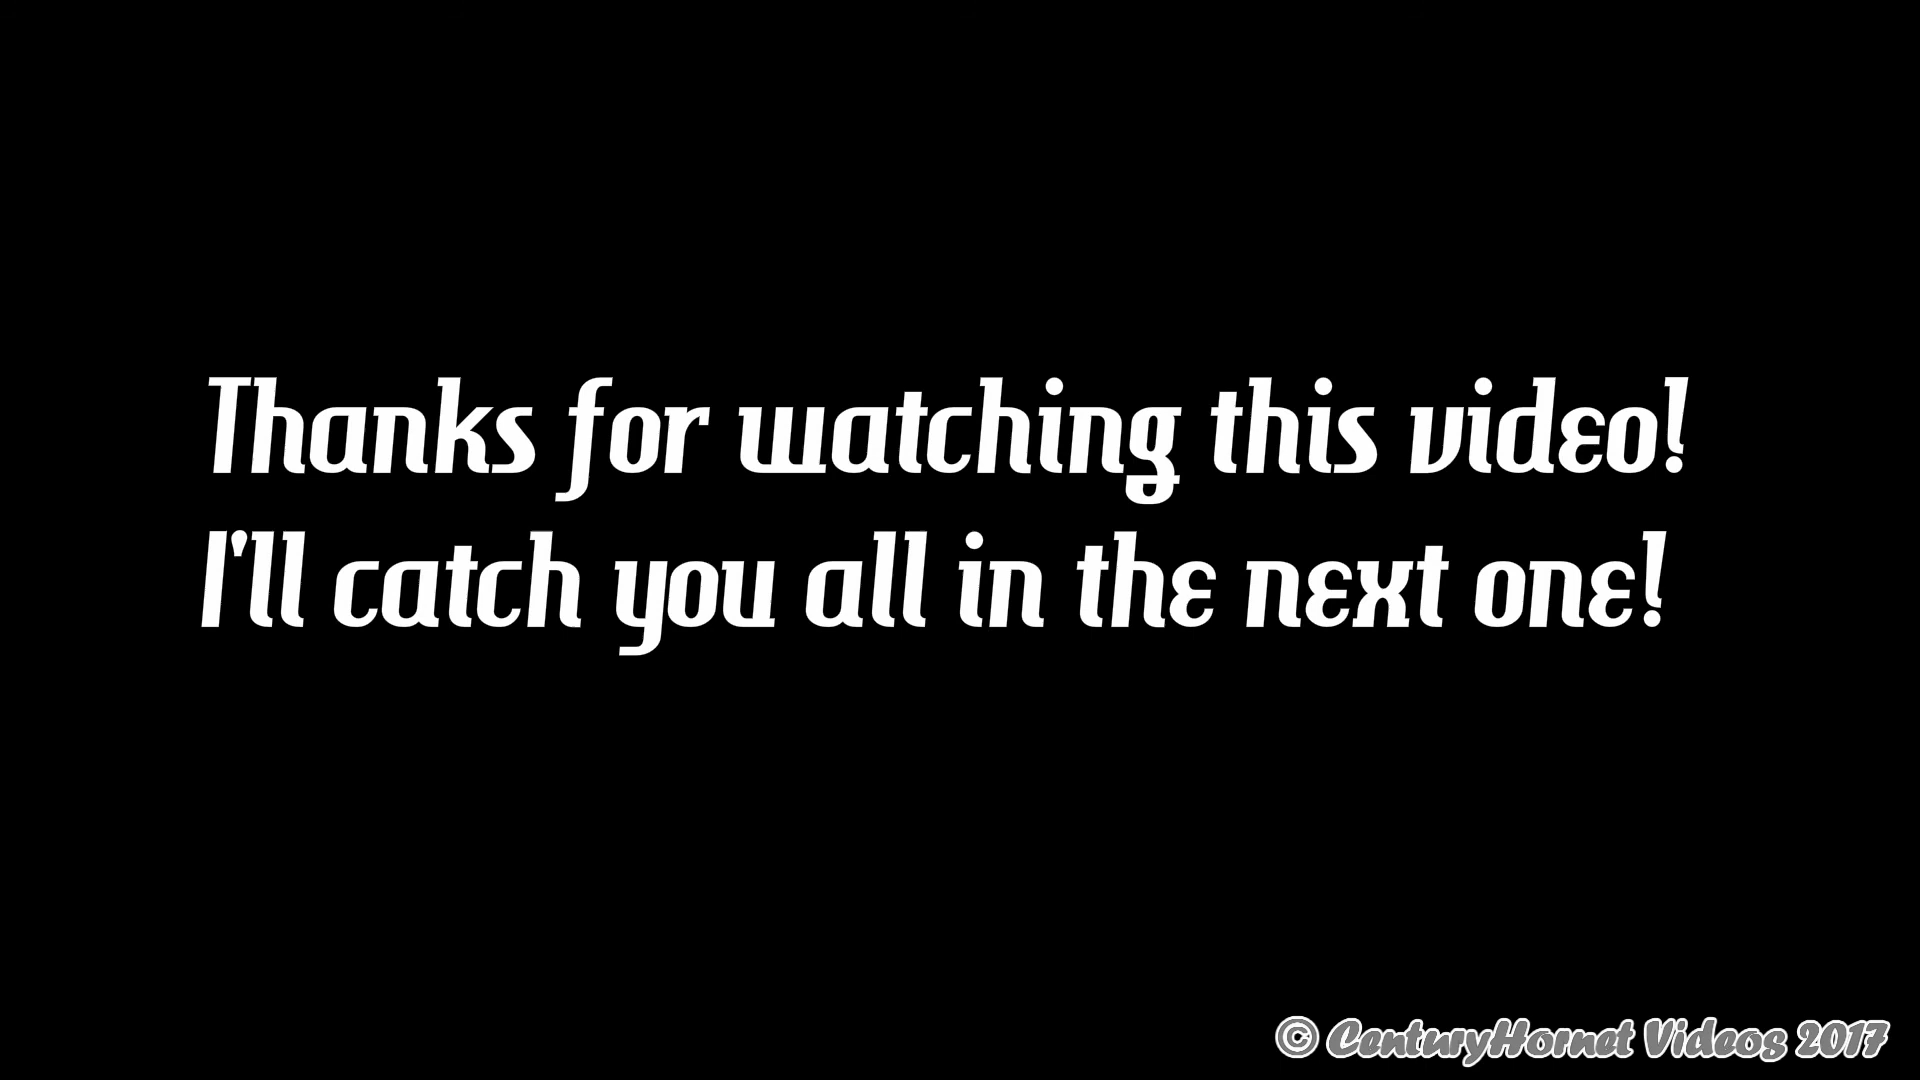 Thanks for watching this video!
I'll catch you all in the next one!
© CenturyHornet Videos 2017